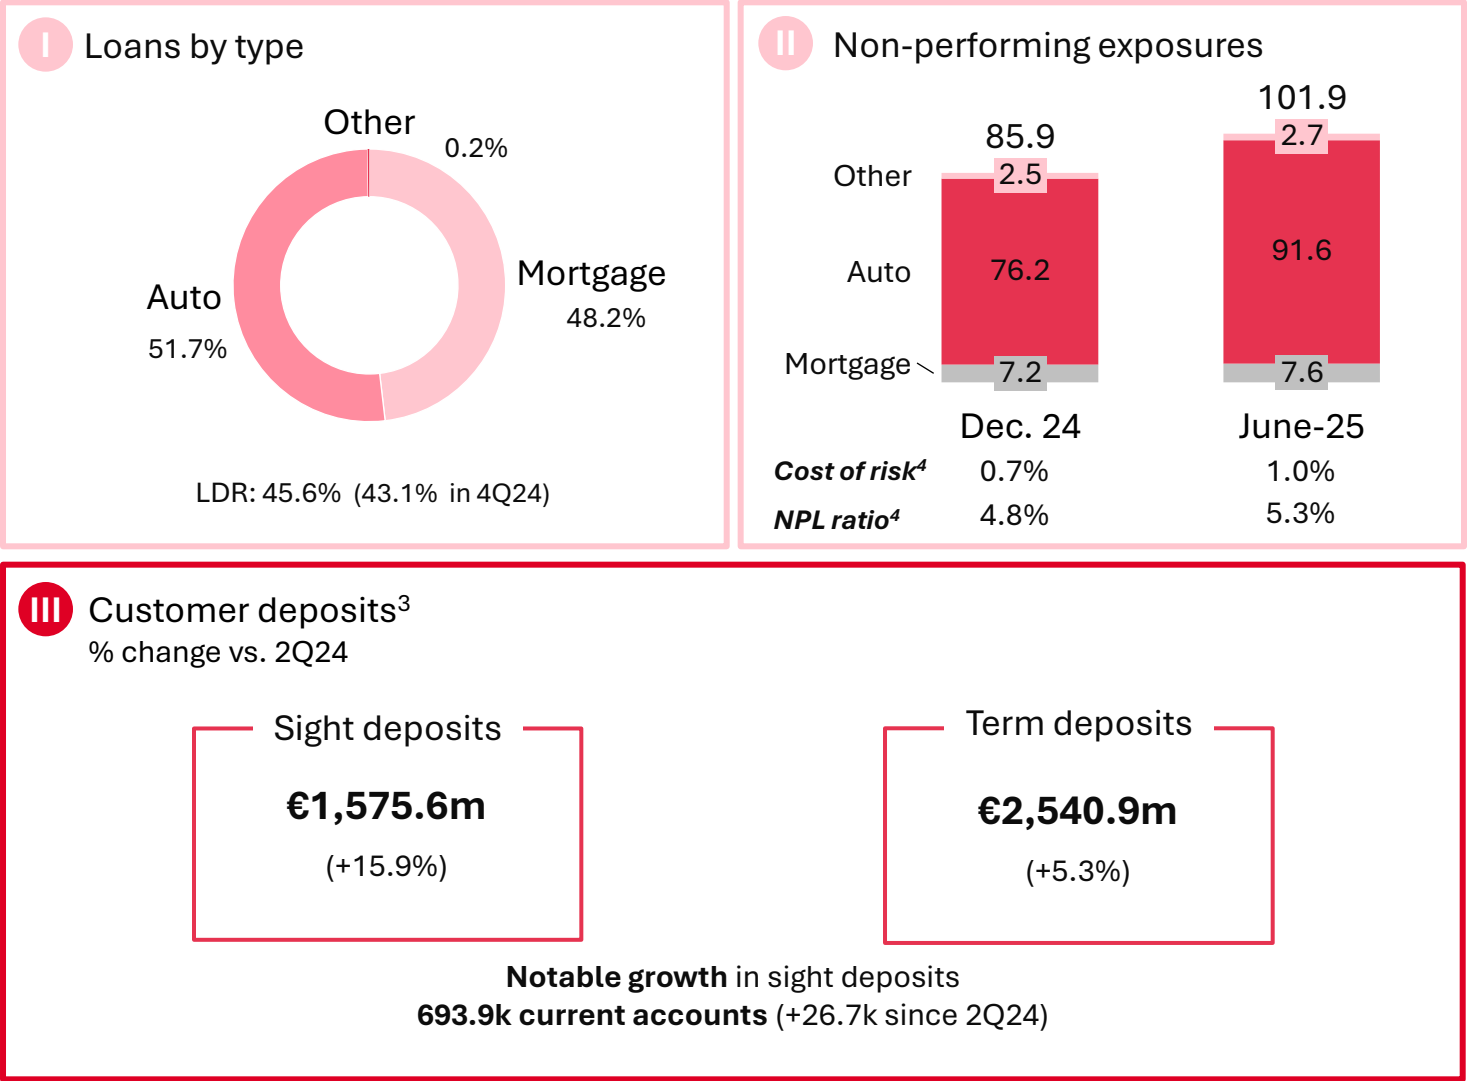 I Loans by type
Other
0.2%
Mortgage
48.2%
Auto
51.7%
LDR: 45.6% (43.1% in 4Q24)
II Non-performing exposures
101.9
85.9
2.7
Other 2.5
91.6
Auto 76.2
Mortgage 7.2 7.6
Dec. 24 June-25
Cost of risk⁴ 0.7% 1.0%
NPL ratio⁴ 4.8% 5.3%
III Customer deposits³
% change vs. 2Q24
Sight deposits
€1,575.6m
(+15.9%)
Term deposits
€2,540.9m
(+5.3%)
Notable growth in sight deposits
693.9k current accounts (+26.7k since 2Q24)